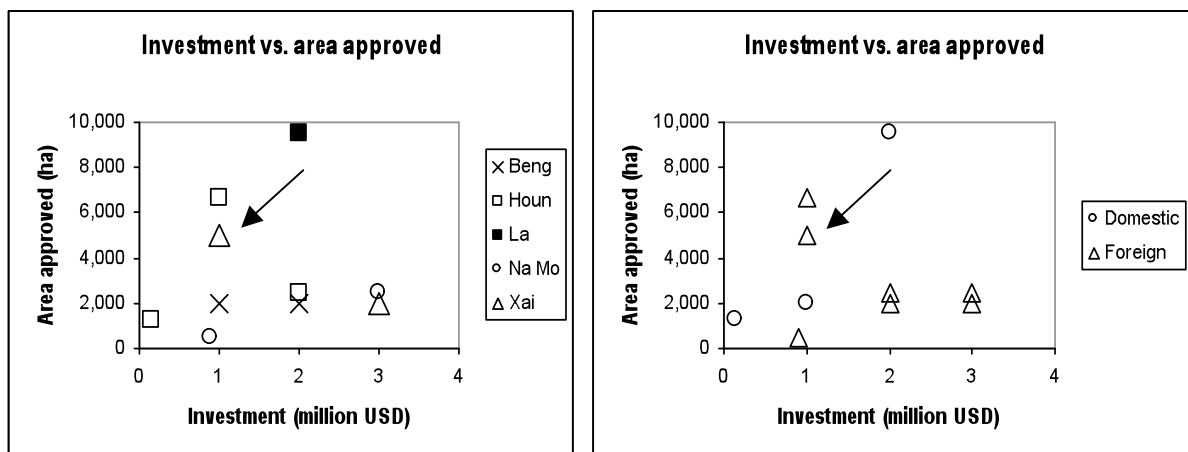 Investment vs. area approved
Area approved (ha)
10,000
8,000
6,000
4,000
2,000
0
0 1 2 3 4
Investment (million USD)
Beng
Houn
La
Na Mo
Xai
Investment vs. area approved
Area approved (ha)
10,000
8,000
6,000
4,000
2,000
0
0 1 2 3 4
Investment (million USD)
Domestic
Foreign